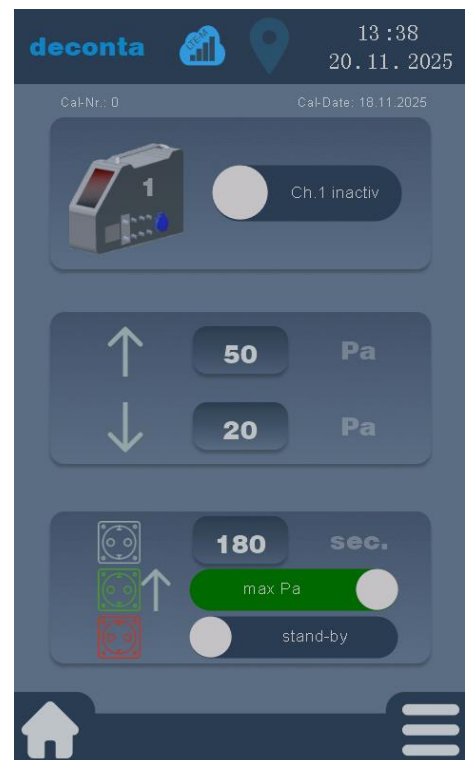 deconta
OTEM
13:38
20.11.2025
Cal-Nr.: 0
Cal-Date: 18.11.2025
1
Ch.1 inactiv
50 Pa
20 Pa
180 sec.
max Pa
stand-by